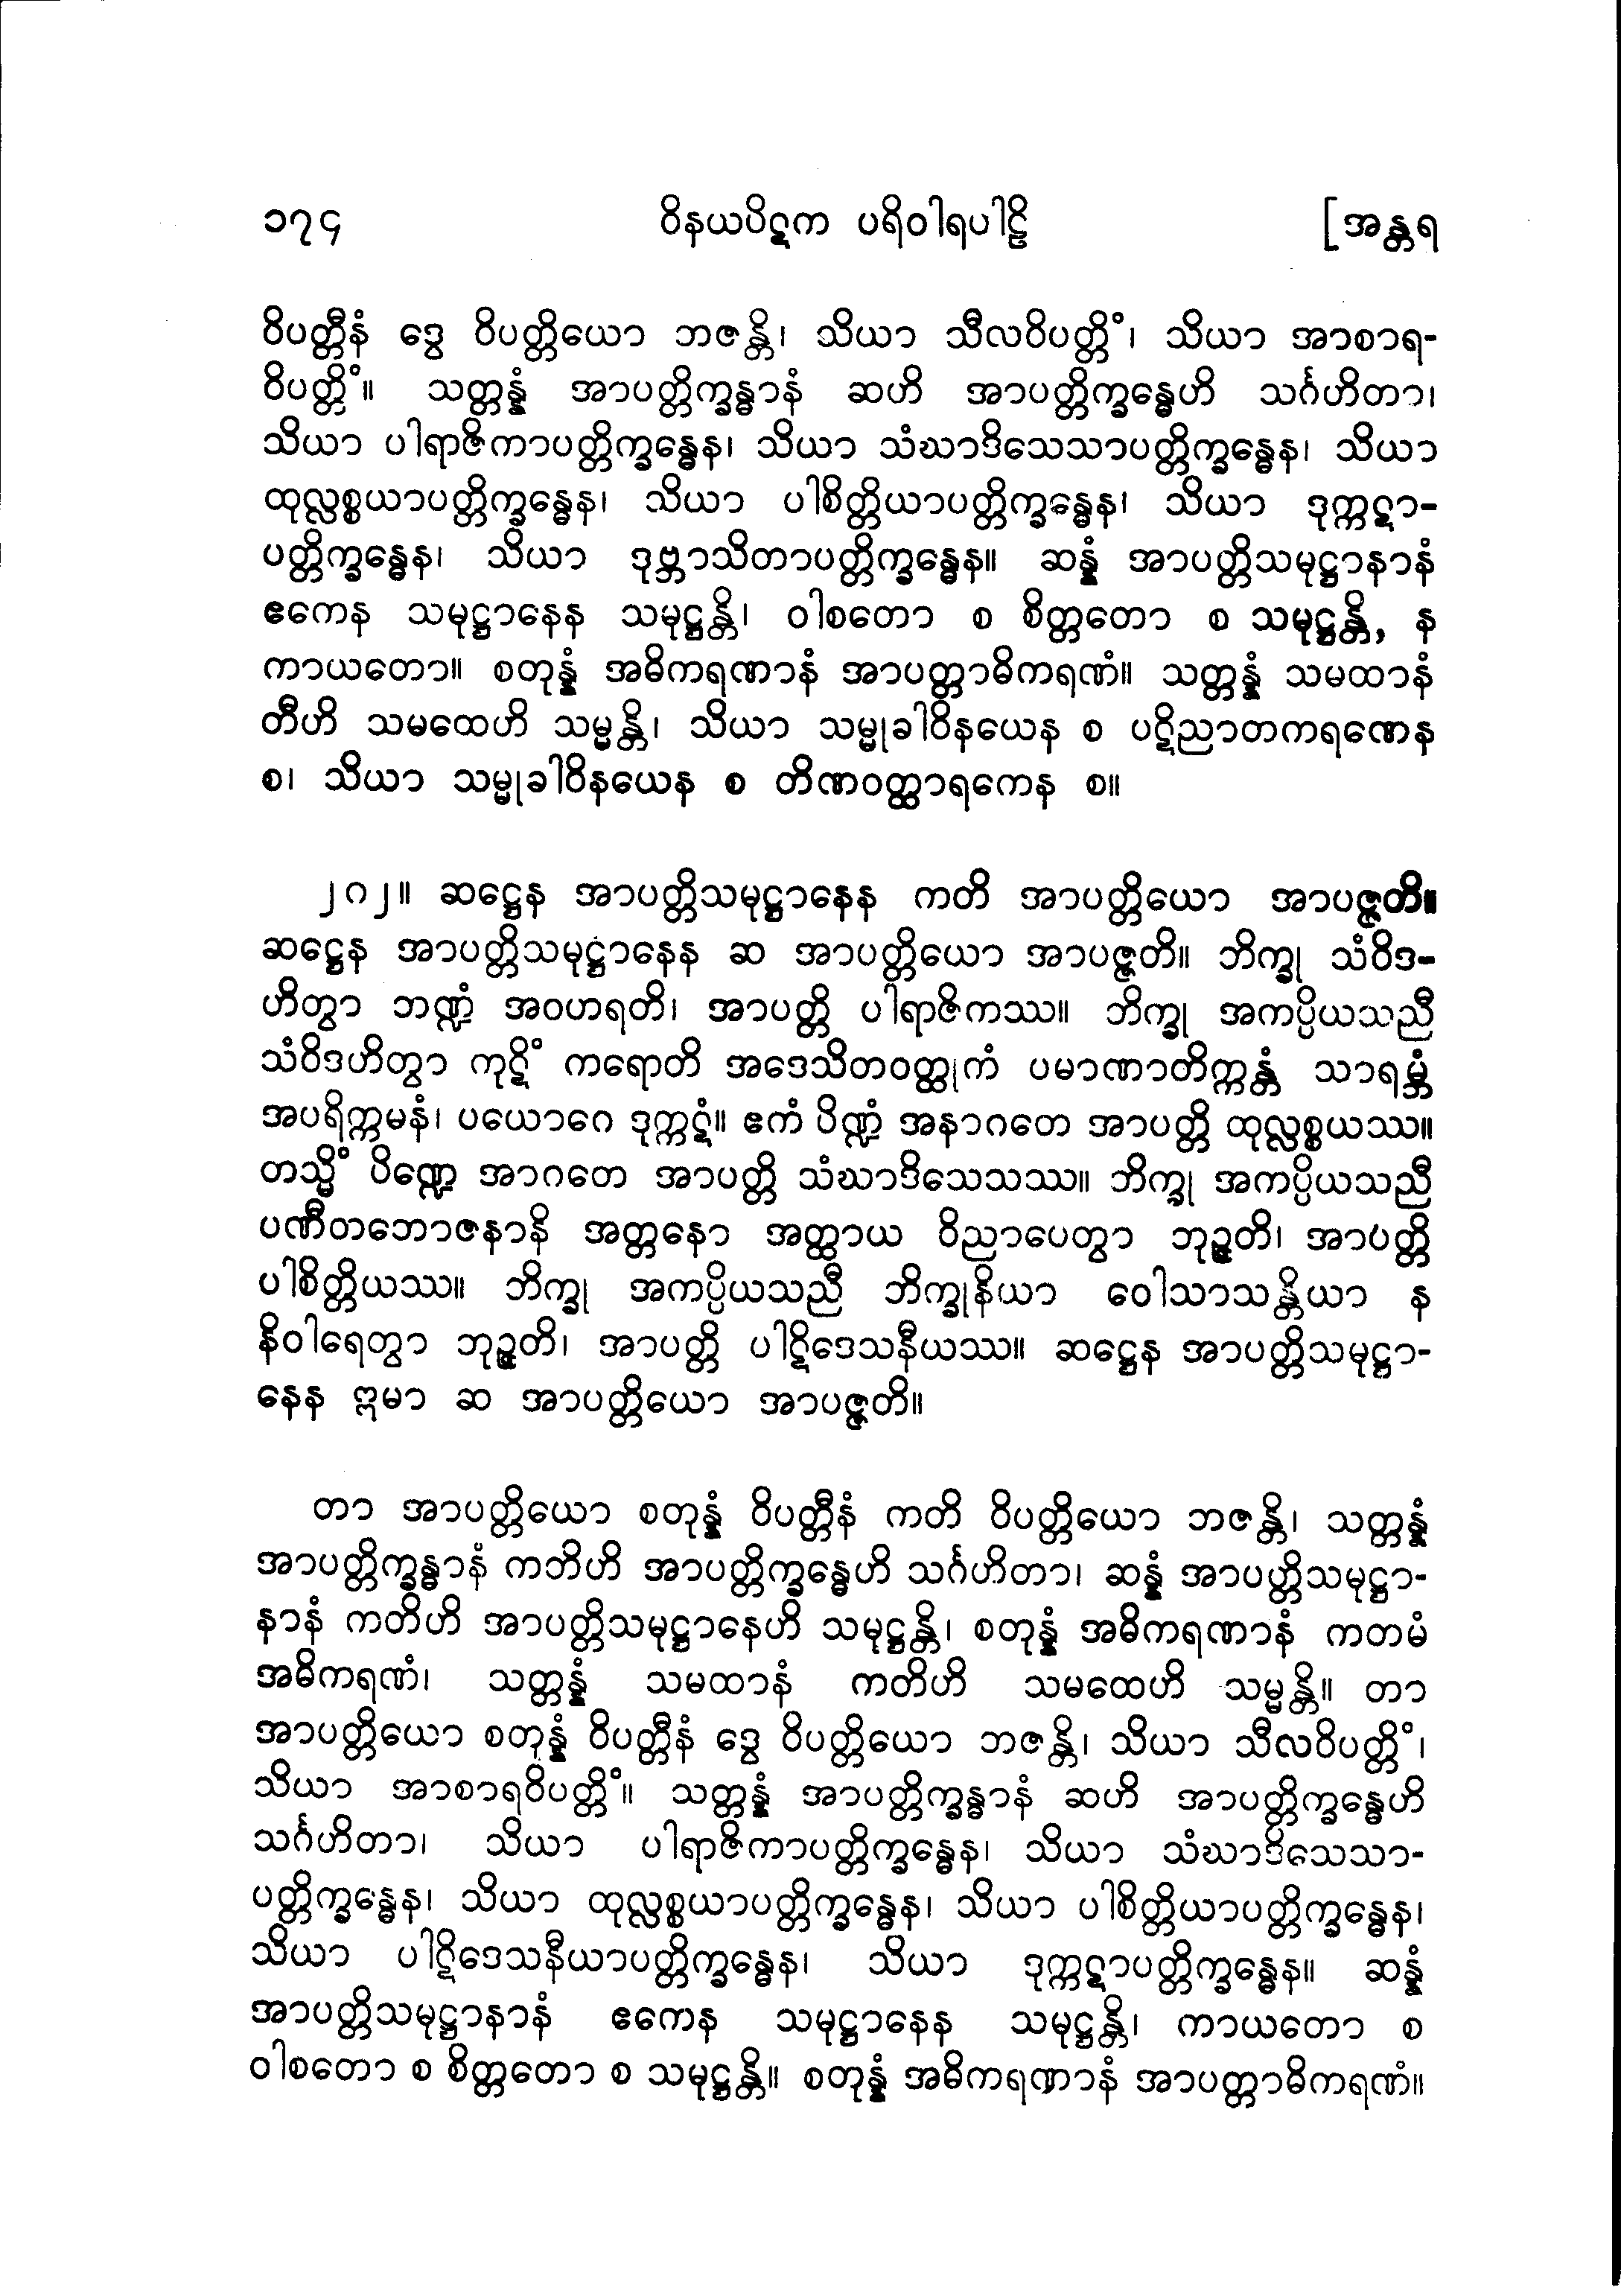 ၁၇၄ ဝိနယပိဋက ပရိဝါရပါဠိ [အန္တရ
ဝိပတ္တီနံ ဒွေ ဝိပတ္တိယော ဘဇန္တိ၊ သိယာ သီလဝိပတ္တိံ၊ သိယာ အာစာရ-
ဝိပတ္တိံ။ သတ္တန္နံ အာပတ္တိက္ခန္ဓာနံ ဆဟိ အာပတ္တိက္ခန္ဓေဟိ သင်္ဂဟိတာ၊
သိယာ ပါရာဇိကာပတ္တိက္ခန္ဓေန၊ သိယာ သံဃာဒိသေသာပတ္တိက္ခန္ဓေန၊ သိယာ
ထုလ္လစ္စယာပတ္တိက္ခန္ဓေန၊ သိယာ ပါစိတ္တိယာပတ္တိက္ခန္ဓေန၊ သိယာ ဒုက္ကဋာ-
ပတ္တိက္ခန္ဓေန၊ သိယာ ဒုဗ္ဘာသိတာပတ္တိက္ခန္ဓေန။ ဆန္နံ အာပတ္တိသမုဋ္ဌာနာနံ
ဧကေန သမုဋ္ဌာနေန သမုဋ္ဌန္တိ၊ ဝါစတော စ စိတ္တတော စ သမုဋ္ဌန္တိ, န
ကာယတော။ စတုန္နံ အဓိကရဏာနံ အာပတ္တာဓိကရဏံ။ သတ္တန္နံ သမထာနံ
တီဟိ သမထေဟိ သမ္မန္တိ၊ သိယာ သမ္မုခါဝိနယေန စ ပဋိညာတကရဏေန
စ၊ သိယာ သမ္မုခါဝိနယေန စ တိဏဝတ္ထာရကေန စ။
၂၇၂။ ဆဋ္ဌေန အာပတ္တိသမုဋ္ဌာနေန ကတိ အာပတ္တိယော အာပဇ္ဇတိ။
ဆဋ္ဌေန အာပတ္တိသမုဋ္ဌာနေန ဆ အာပတ္တိယော အာပဇ္ဇတိ။ ဘိက္ခု သံဝိဒ-
ဟိတွာ ဘဏ္ဍံ အဝဟရတိ၊ အာပတ္တိ ပါရာဇိကဿ။ ဘိက္ခု အကပ္ပိယသညီ
သံဝိဒဟိတွာ ကုဋိံ ကရောတိ အဒေသိတဝတ္ထုကံ ပမာဏာတိက္ကန္တံ သာရမ္ဘံ
အပရိက္ကမနံ၊ ပယောဂေ ဒုက္ကဋံ။ ဧကံ ပိဏ္ဍံ အနာဂတေ အာပတ္တိ ထုလ္လစ္စယဿ။
တသ္မိံ ပိဏ္ဍေ အာဂတေ အာပတ္တိ သံဃာဒိသေသဿ။ ဘိက္ခု အကပ္ပိယသညီ
ပဏီတဘောဇနာနိ အတ္တနော အတ္ထာယ ဝိညာပေတွာ ဘုဉ္ဇတိ၊ အာပတ္တိ
ပါစိတ္တိယဿ။ ဘိက္ခု အကပ္ပိယသညီ ဘိက္ခုနိယာ ဝေါသာသန္တိယာ န
နိဝါရေတွာ ဘုဉ္ဇတိ၊ အာပတ္တိ ပါဋိဒေသနီယဿ။ ဆဋ္ဌေန အာပတ္တိသမုဋ္ဌာ-
နေန ဣမာ ဆ အာပတ္တိယော အာပဇ္ဇတိ။
တာ အာပတ္တိယော စတုန္နံ ဝိပတ္တီနံ ကတိ ဝိပတ္တိယော ဘဇန္တိ၊ သတ္တန္နံ
အာပတ္တိက္ခန္ဓာနံ ကတိဟိ အာပတ္တိက္ခန္ဓေဟိ သင်္ဂဟိတာ၊ ဆန္နံ အာပတ္တိသမုဋ္ဌာ-
နာနံ ကတိဟိ အာပတ္တိသမုဋ္ဌာနေဟိ သမုဋ္ဌန္တိ၊ စတုန္နံ အဓိကရဏာနံ ကတမံ
အဓိကရဏံ၊ သတ္တန္နံ သမထာနံ ကတိဟိ သမထေဟိ သမ္မန္တိ။ တာ
အာပတ္တိယော စတုန္နံ ဝိပတ္တီနံ ဒွေ ဝိပတ္တိယော ဘဇန္တိ၊ သိယာ သီလဝိပတ္တိံ၊
သိယာ အာစာရဝိပတ္တိံ။ သတ္တန္နံ အာပတ္တိက္ခန္ဓာနံ ဆဟိ အာပတ္တိက္ခန္ဓေဟိ
သင်္ဂဟိတာ၊ သိယာ ပါရာဇိကာပတ္တိက္ခန္ဓေန၊ သိယာ သံဃာဒိသေသာ-
ပတ္တိက္ခန္ဓေန၊ သိယာ ထုလ္လစ္စယာပတ္တိက္ခန္ဓေန၊ သိယာ ပါစိတ္တိယာပတ္တိက္ခန္ဓေန၊
သိယာ ပါဋိဒေသနီယာပတ္တိက္ခန္ဓေန၊ သိယာ ဒုက္ကဋာပတ္တိက္ခန္ဓေန။ ဆန္နံ
အာပတ္တိသမုဋ္ဌာနာနံ ဧကေန သမုဋ္ဌာနေန သမုဋ္ဌန္တိ၊ ကာယတော စ
ဝါစတော စ စိတ္တတော စ သမုဋ္ဌန္တိ။ စတုန္နံ အဓိကရဏာနံ အာပတ္တာဓိကရဏံ။